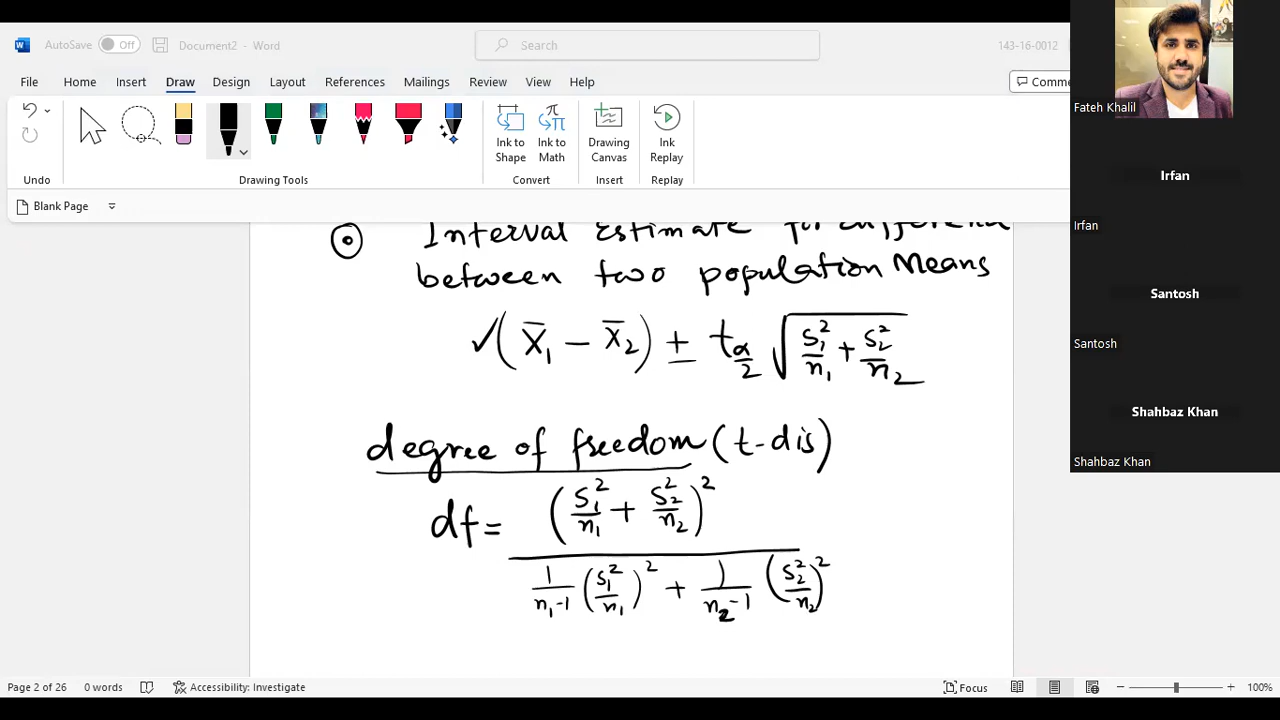 AutoSave Off Document2 - Word Search 143-16-0012
File Home Insert Draw Design Layout References Mailings Review View Help Comme
Undo Drawing Tools Ink to Shape Ink to Math Convert Drawing Canvas Insert Ink Replay Replay
Blank Page
Fateh Khalil
Irfan
Irfan
Santosh
Santosh
Shahbaz Khan
Shahbaz Khan
Interval Estimate for
between two population Means
✓(X̄₁ − X̄₂) ± t_{α/2} √(S₁²/n₁ + S₂²/n₂)
degree of freedom (t-dis)
df = (S₁²/n₁ + S₂²/n₂)² / (1/(n₁-1) (S₁²/n₁)² + 1/(n₂-1) (S₂²/n₂)²)
Page 2 of 26 0 words Accessibility: Investigate Focus 100%